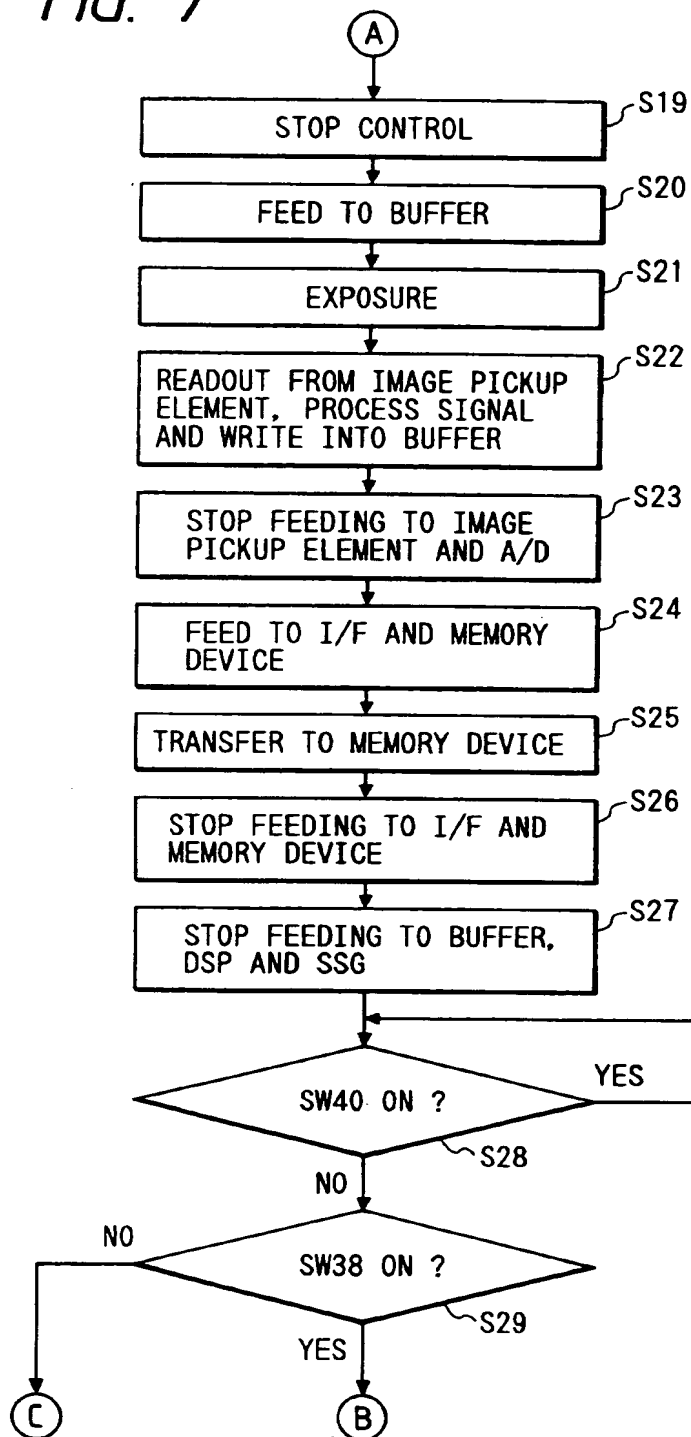 FIG. 7
A
STOP CONTROL
S19
FEED TO BUFFER
S20
EXPOSURE
S21
READOUT FROM IMAGE PICKUP
ELEMENT, PROCESS SIGNAL
AND WRITE INTO BUFFER
S22
STOP FEEDING TO IMAGE
PICKUP ELEMENT AND A/D
S23
FEED TO I/F AND MEMORY
DEVICE
S24
TRANSFER TO MEMORY DEVICE
S25
STOP FEEDING TO I/F AND
MEMORY DEVICE
S26
STOP FEEDING TO BUFFER,
DSP AND SSG
S27
SW40 ON ?
YES
S28
NO
SW38 ON ?
NO
S29
YES
C
B